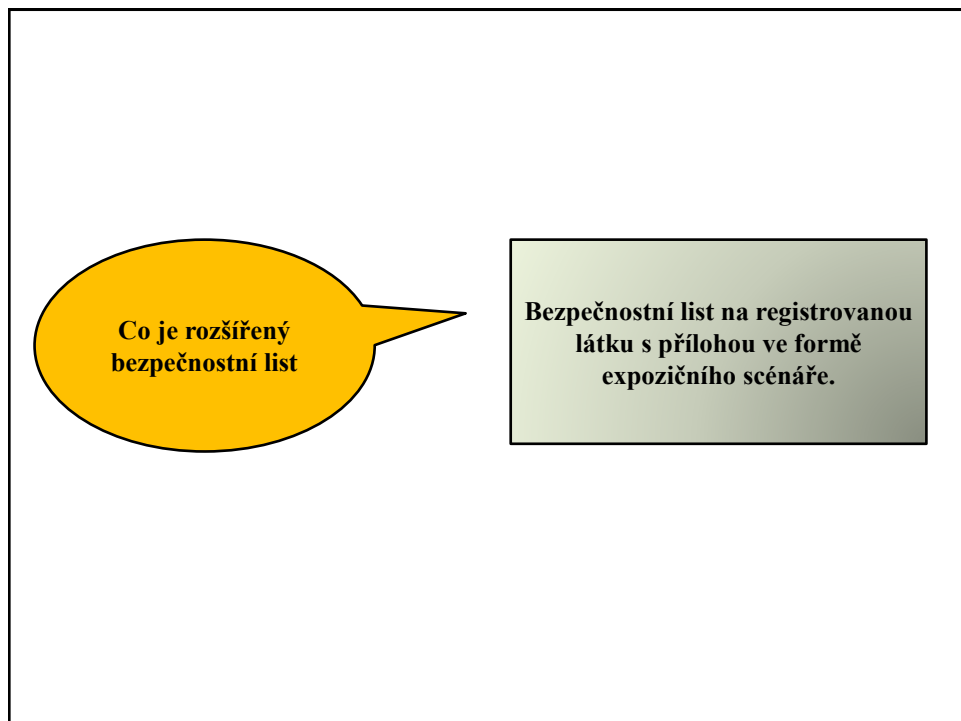 Co je rozšířený
bezpečnostní list
Bezpečnostní list na registrovanou
látku s přílohou ve formě
expozičního scénáře.